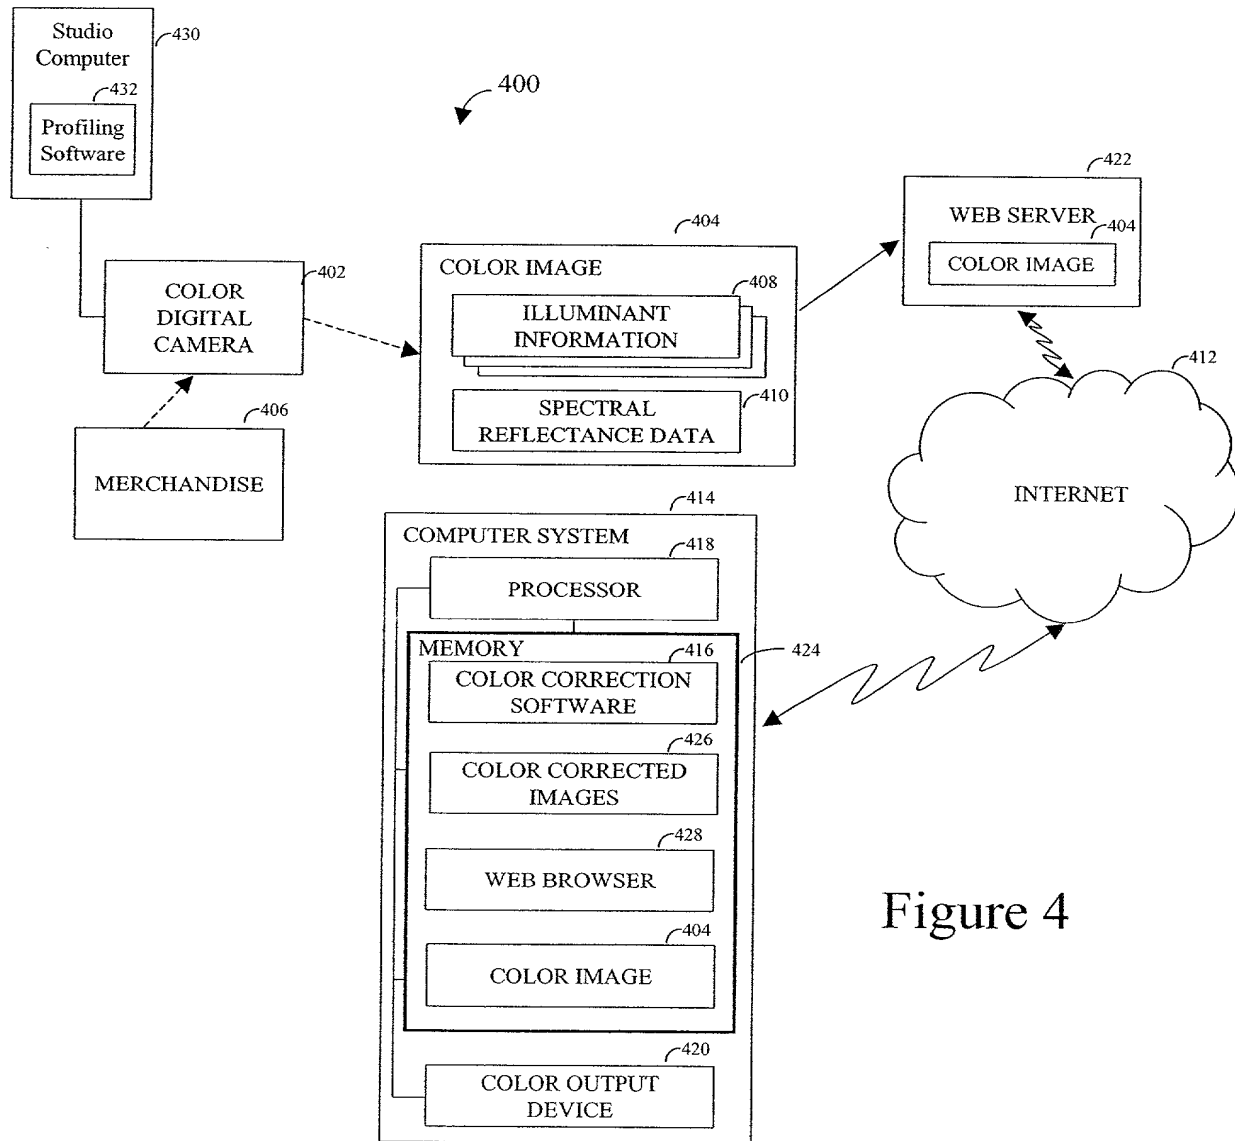 Studio
Computer
430
432
Profiling
Software
400
422
WEB SERVER
404
COLOR IMAGE
404
COLOR IMAGE
408
ILLUMINANT
INFORMATION
410
SPECTRAL
REFLECTANCE DATA
402
COLOR
DIGITAL
CAMERA
406
MERCHANDISE
412
INTERNET
414
COMPUTER SYSTEM
418
PROCESSOR
MEMORY
424
416
COLOR CORRECTION
SOFTWARE
426
COLOR CORRECTED
IMAGES
428
WEB BROWSER
404
COLOR IMAGE
420
COLOR OUTPUT
DEVICE
Figure 4